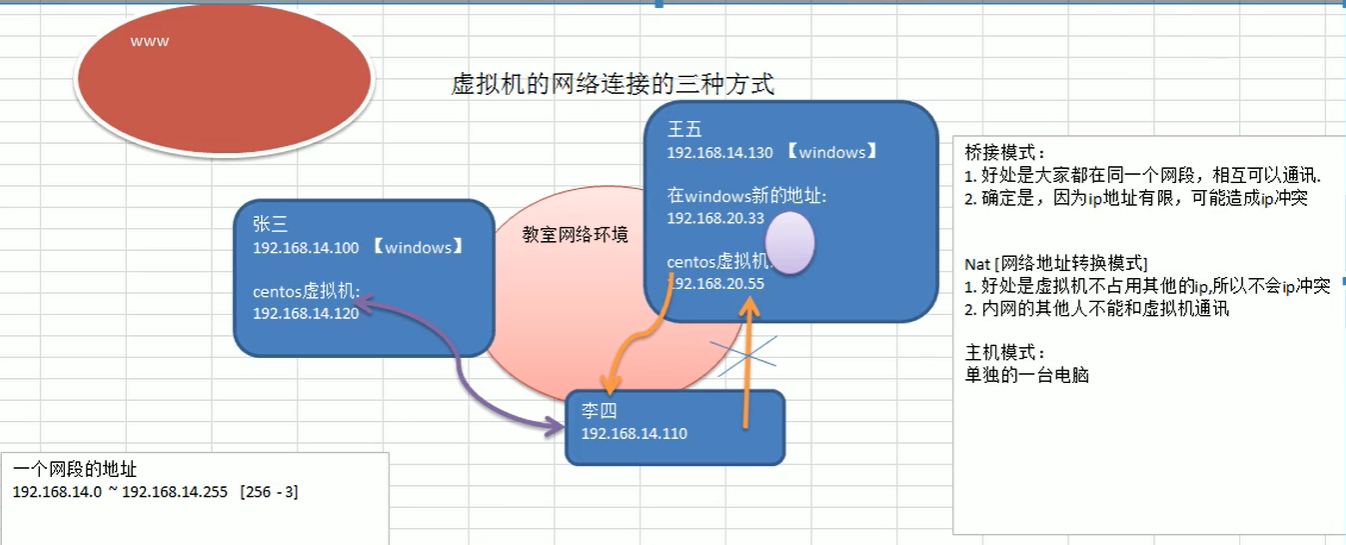 www
虚拟机的网络连接的三种方式
王五
192.168.14.130 【windows】
在windows新的地址:
192.168.20.33
centos虚拟机:
192.168.20.55
张三
192.168.14.100 【windows】
centos虚拟机:
192.168.14.120
教室网络环境
李四
192.168.14.110
桥接模式：
1. 好处是大家都在同一个网段，相互可以通讯.
2. 确定是，因为ip地址有限，可能造成ip冲突
Nat [网络地址转换模式]
1. 好处是虚拟机不占用其他的ip,所以不会ip冲突
2. 内网的其他人不能和虚拟机通讯
主机模式：
单独的一台电脑
一个网段的地址
192.168.14.0 ~ 192.168.14.255 [256 - 3]